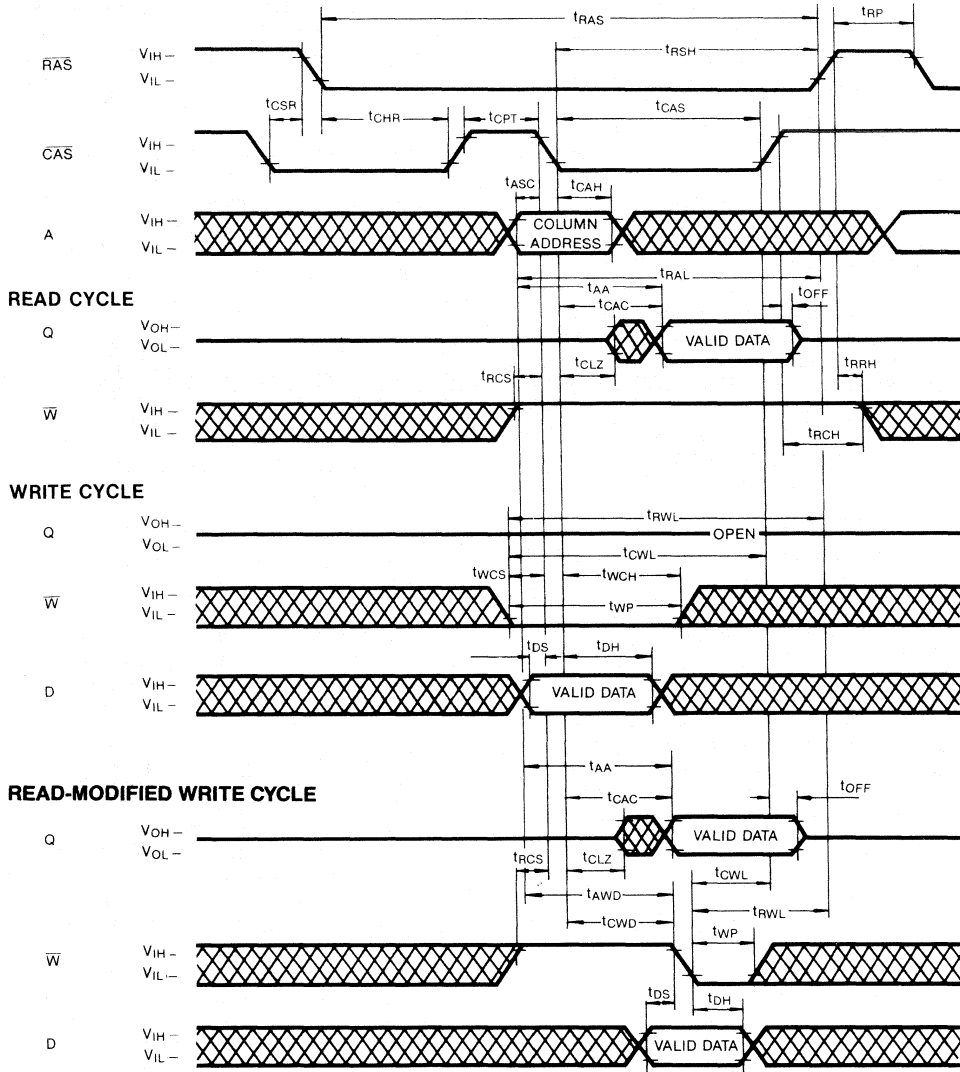 tRAS
tRP
RAS
VIH–
VIL–
tRSH
tCSR
tCHR
tCPT
tCAS
CAS
VIH–
VIL–
tASC
tCAH
A
VIH–
VIL–
COLUMN
ADDRESS
tRAL
tAA
READ CYCLE
tCAC
tOFF
Q
VOH–
VOL–
VALID DATA
tCLZ
tRCS
tRRH
W
VIH–
VIL–
tRCH
WRITE CYCLE
tRWL
Q
VOH–
VOL–
OPEN
tCWL
tWCS
tWCH
W
VIH–
VIL–
tWP
tDS
tDH
D
VIH–
VIL–
VALID DATA
tAA
READ-MODIFIED WRITE CYCLE
tCAC
tOFF
Q
VOH–
VOL–
VALID DATA
tRCS
tCLZ
tCWL
tAWD
tRWL
tCWD
tWP
W
VIH–
VIL–
tDS
tDH
D
VIH–
VIL–
VALID DATA